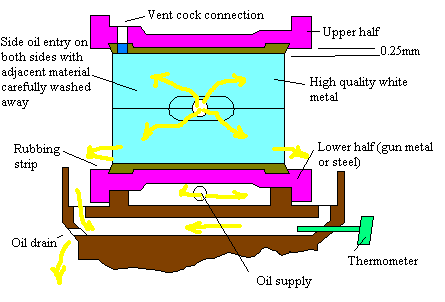 Vent cock connection
Side oil entry on
both sides with
adjacent material
carefully washed
away
Upper half
0.25mm
High quality white
metal
Rubbing
strip
Lower half (gun metal
or steel)
Oil drain
Oil supply
Thermometer